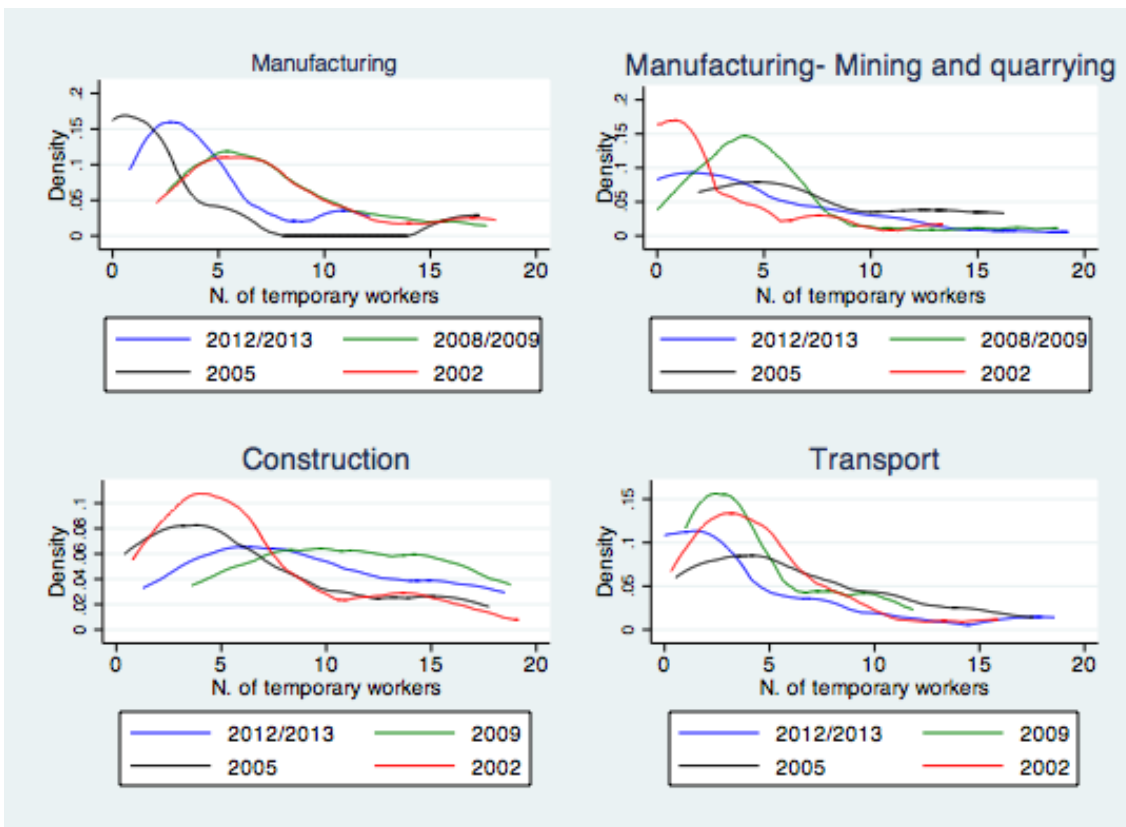 Manufacturing
Density
0 .05 .1 .15 .2
0 5 10 15 20
N. of temporary workers
2012/2013 2008/2009
2005 2002
Manufacturing- Mining and quarrying
Density
0 .05 .1 .15 .2
0 5 10 15 20
N. of temporary workers
2012/2013 2008/2009
2005 2002
Construction
Density
0 .02 .04 .06 .08 .1
0 5 10 15 20
N. of temporary workers
2012/2013 2009
2005 2002
Transport
Density
0 .05 .1 .15
0 5 10 15 20
N. of temporary workers
2012/2013 2009
2005 2002